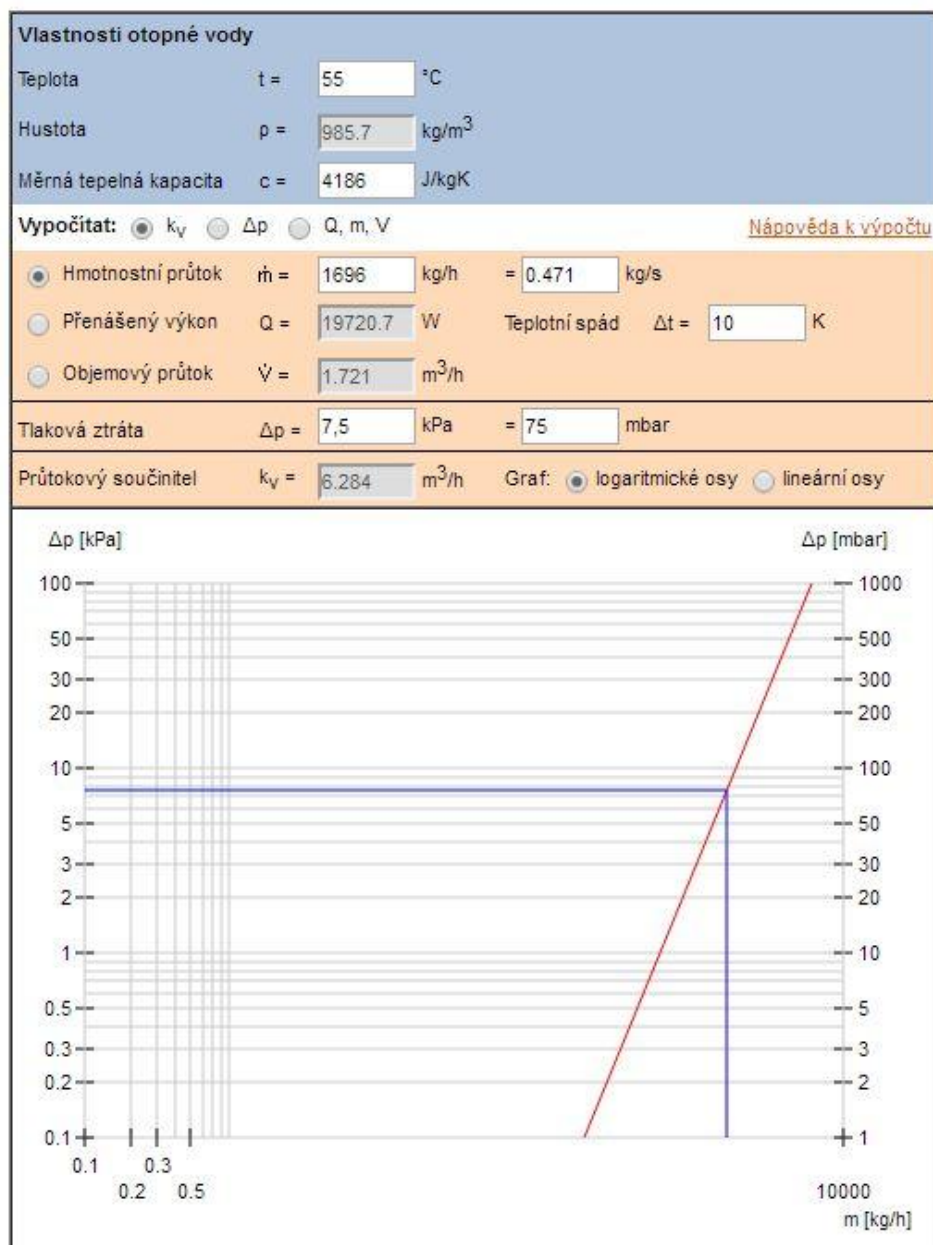 Vlastnosti otopné vody
Teplota t = 55 °C
Hustota ρ = 985.7 kg/m³
Měrná tepelná kapacita c = 4186 J/kgK
Vypočítat: kᵥ Δp Q, m, V Nápověda k výpočtu
Hmotnostní průtok ṁ = 1696 kg/h = 0.471 kg/s
Přenášený výkon Q = 19720.7 W Teplotní spád Δt = 10 K
Objemový průtok V̇ = 1.721 m³/h
Tlaková ztráta Δp = 7,5 kPa = 75 mbar
Průtokový součinitel kᵥ = 6.284 m³/h Graf: logaritmické osy lineární osy
Δp [kPa] Δp [mbar]
100 1000
50 500
30 300
20 200
10 100
5 50
3 30
2 20
1 10
0.5 5
0.3 3
0.2 2
0.1 1
0.1 0.3
0.2 0.5 10000
m [kg/h]